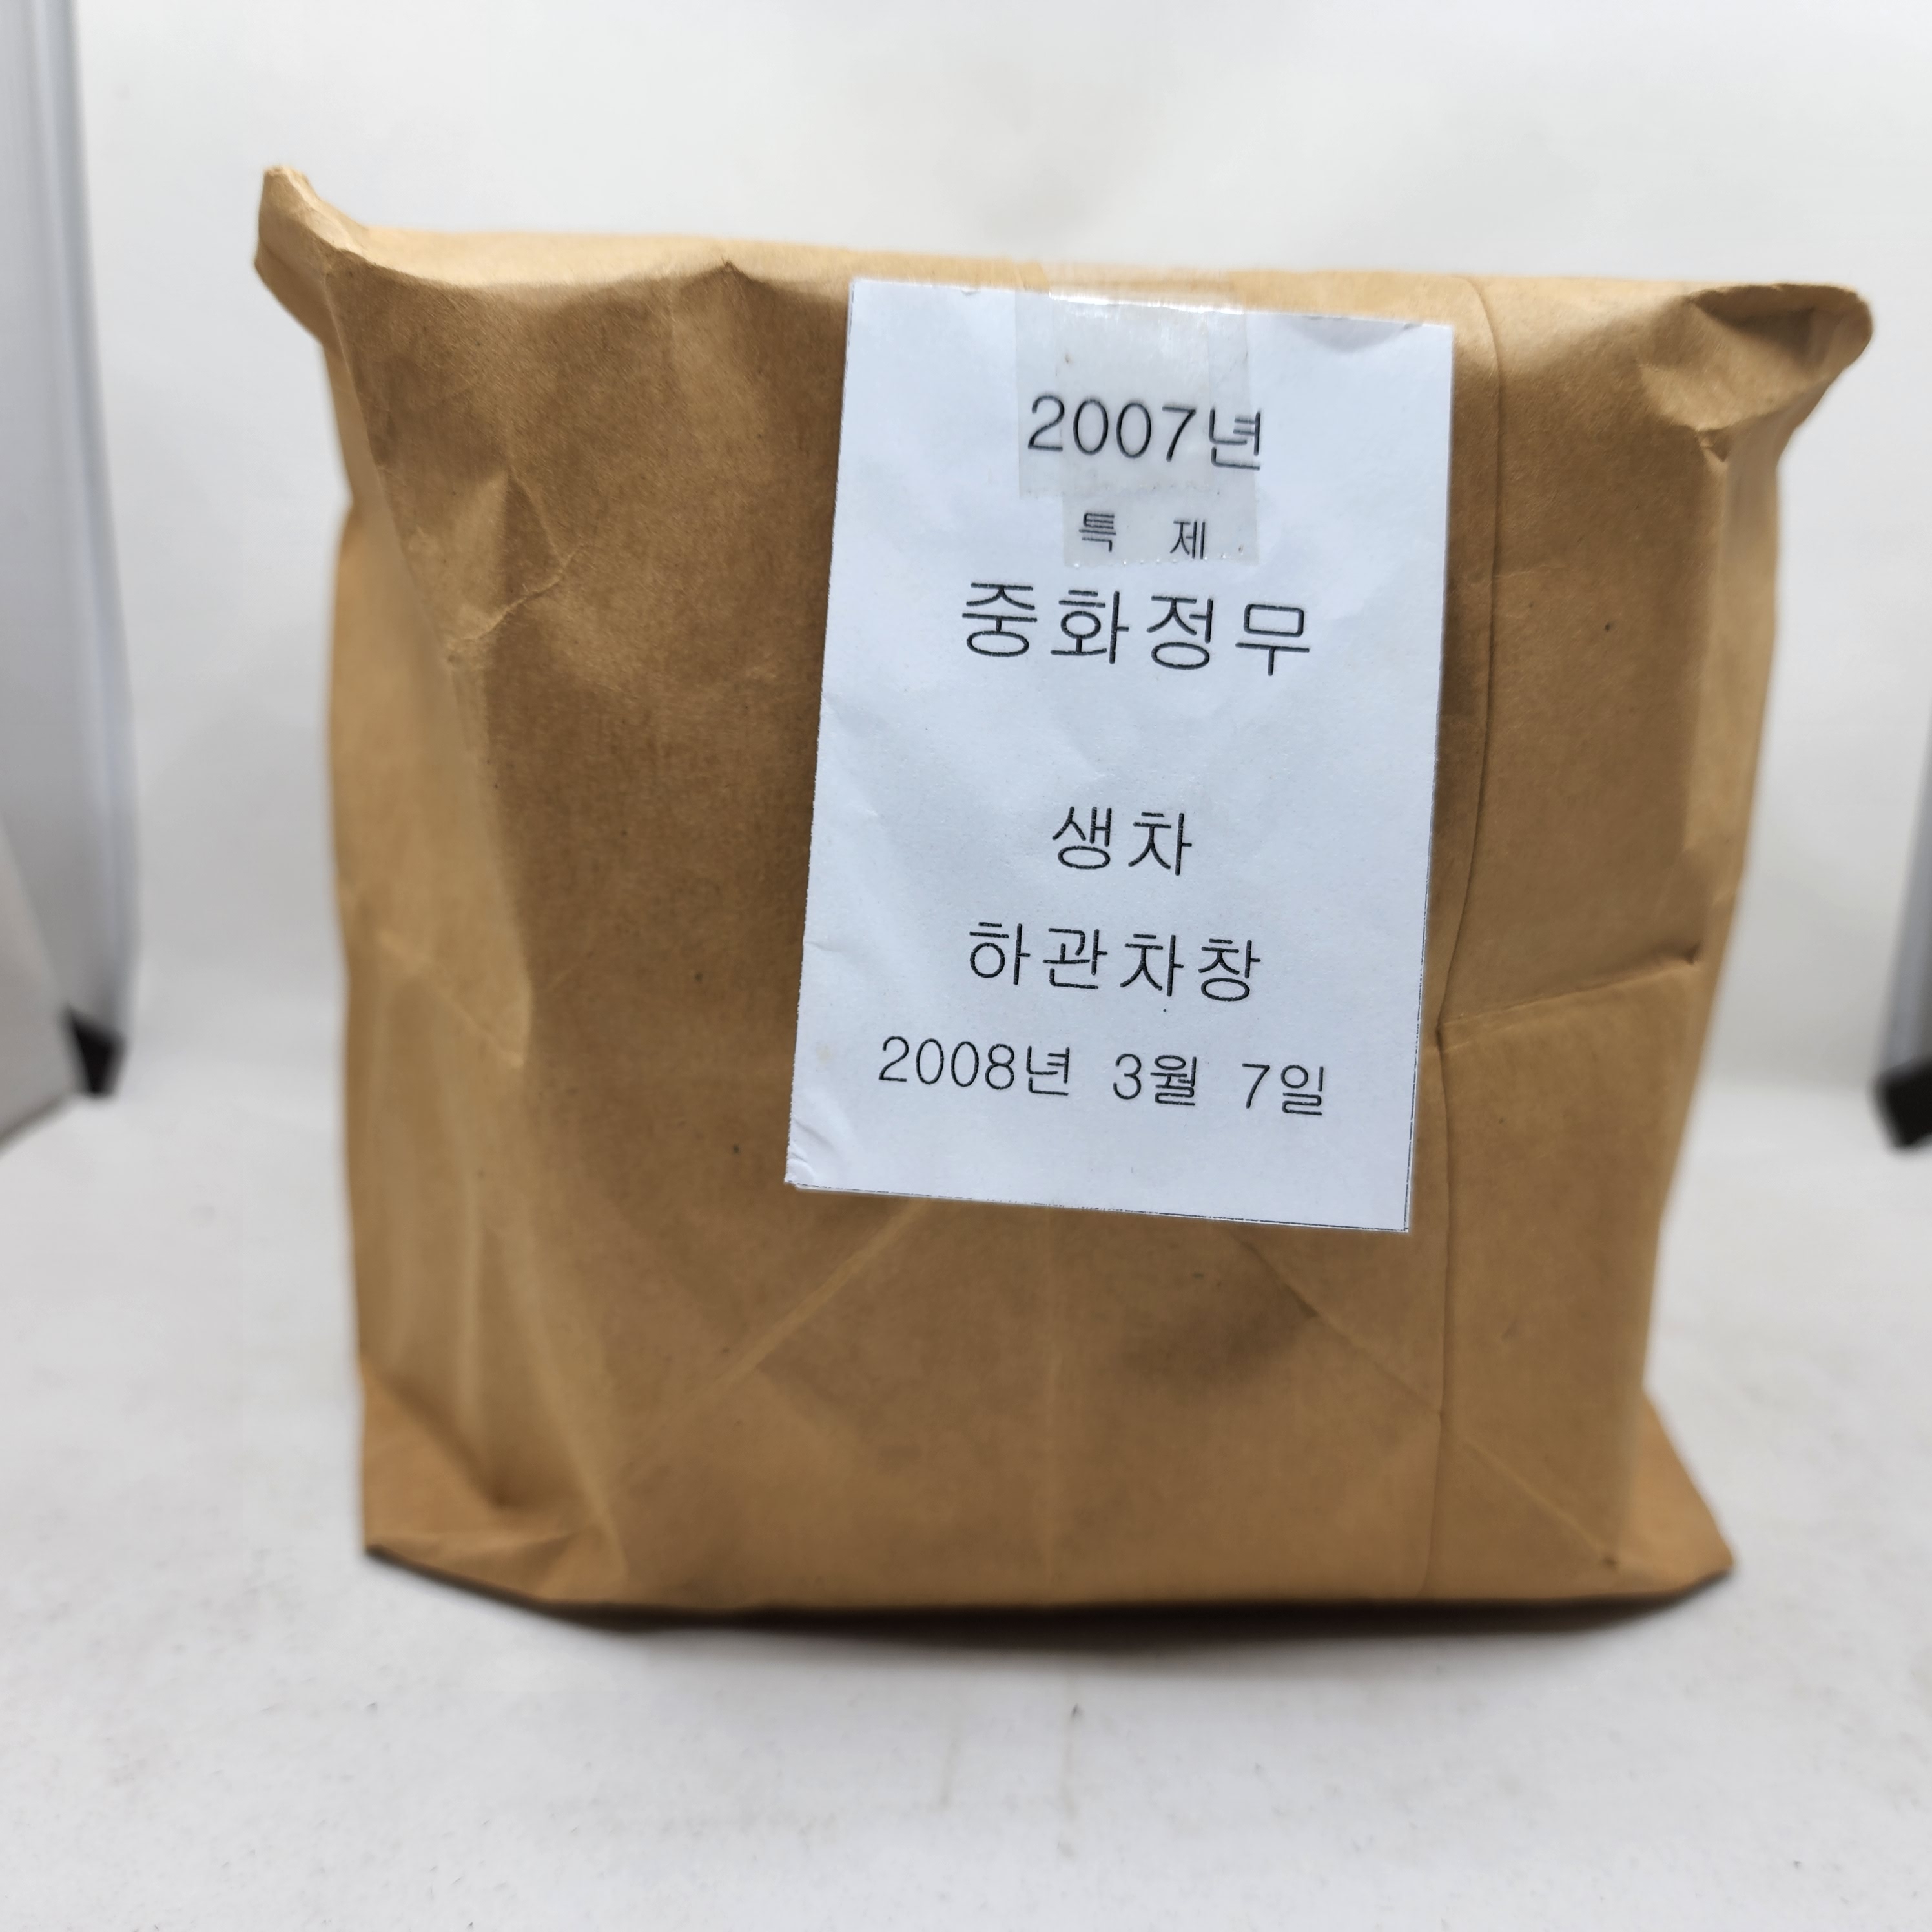 2007년
특 제
중화정무
생차
하관차창
2008년 3월 7일